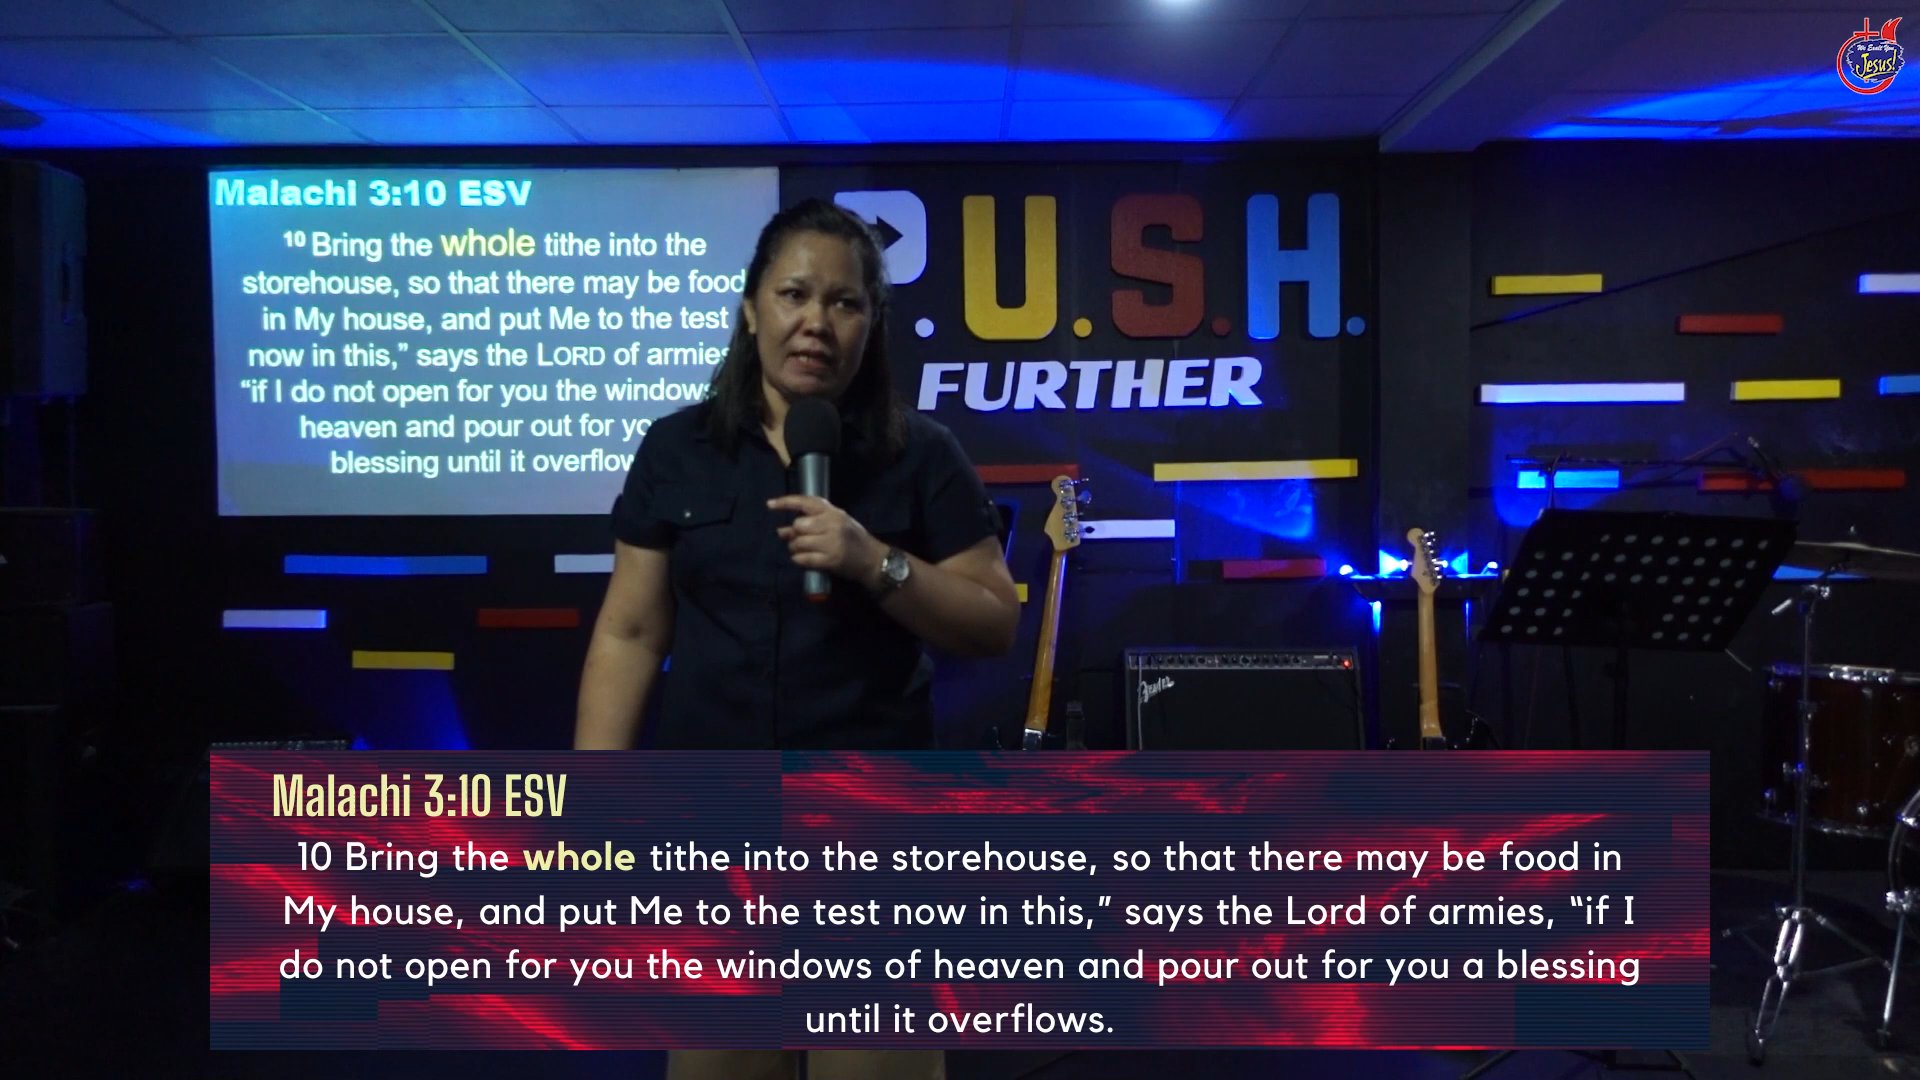 We Exalt You
Jesus!
Malachi 3:10 ESV
10 Bring the whole tithe into the
storehouse, so that there may be food
in My house, and put Me to the test
now in this,” says the LORD of armies
“if I do not open for you the windows
heaven and pour out for yo
blessing until it overflow
.U.S.H.
FURTHER
Fender
Malachi 3:10 ESV
10 Bring the whole tithe into the storehouse, so that there may be food in
My house, and put Me to the test now in this,” says the Lord of armies, “if I
do not open for you the windows of heaven and pour out for you a blessing
until it overflows.